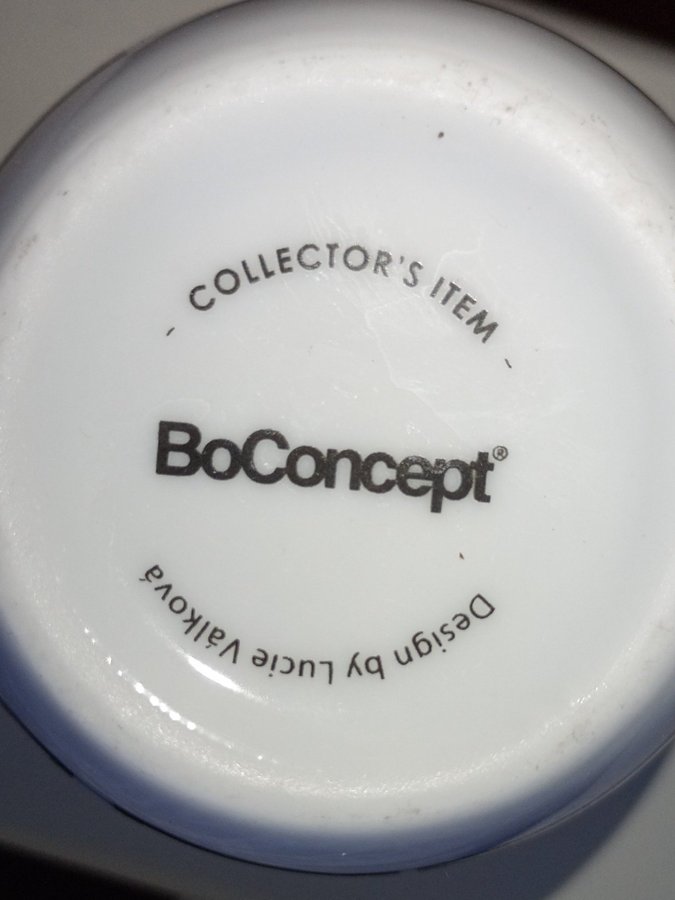 - COLLECTOR'S ITEM -
BoConcept®
Design by Lucie Válková